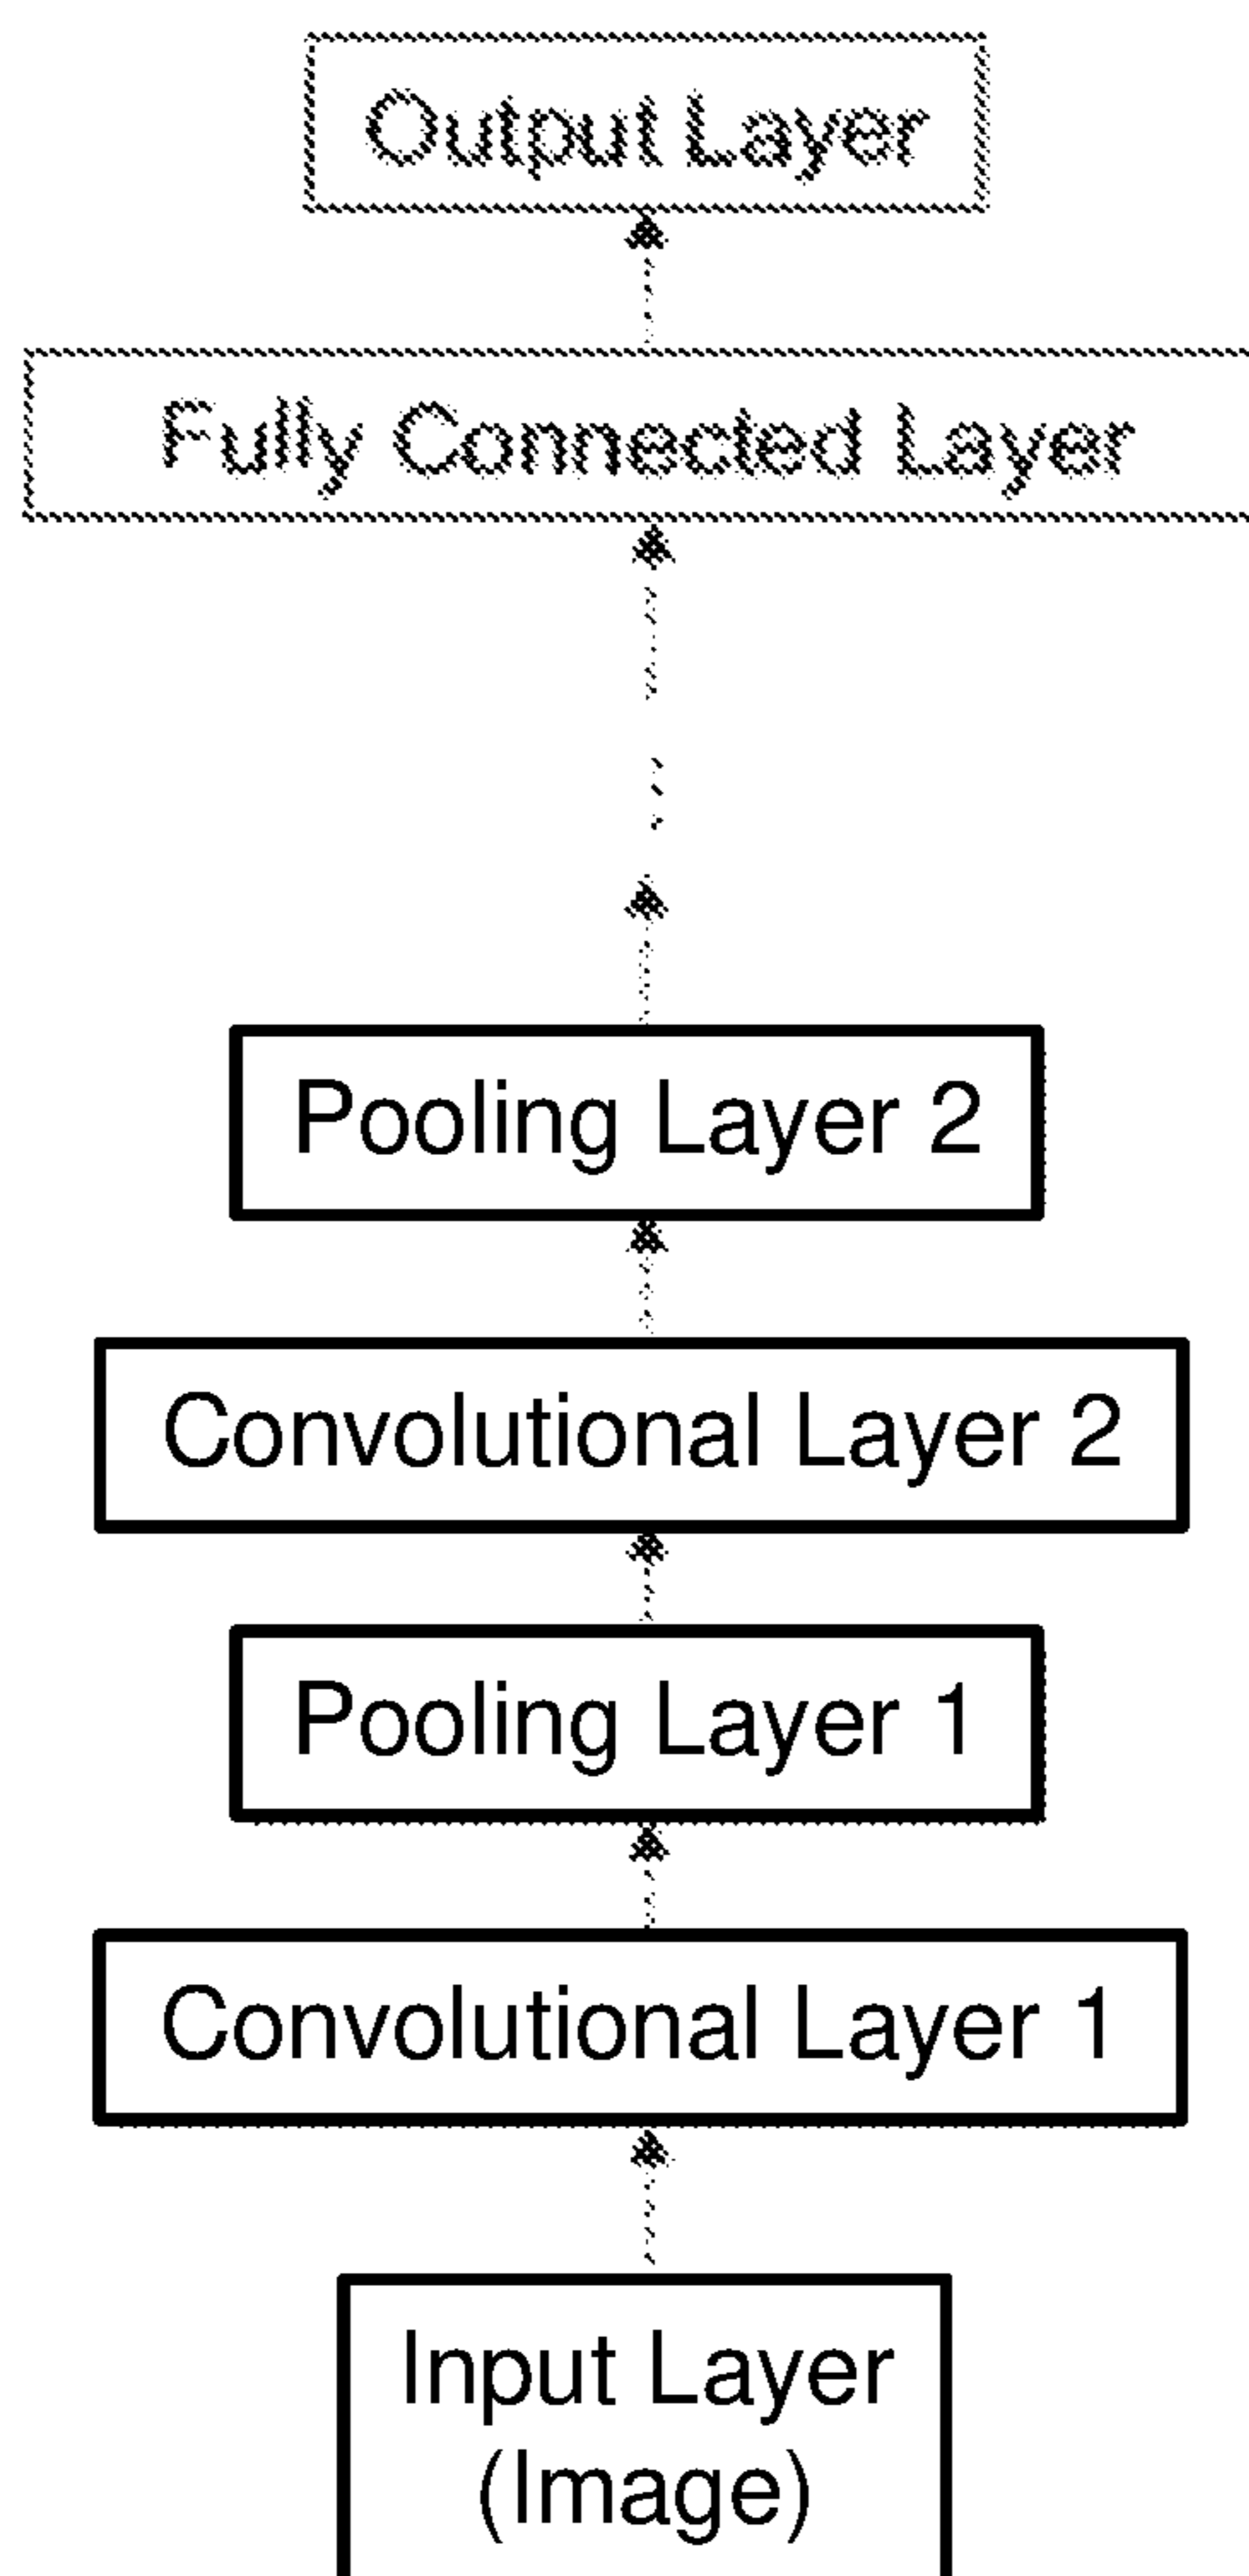 Output Layer
Fully Connected Layer
Pooling Layer 2
Convolutional Layer 2
Pooling Layer 1
Convolutional Layer 1
Input Layer
(Image)